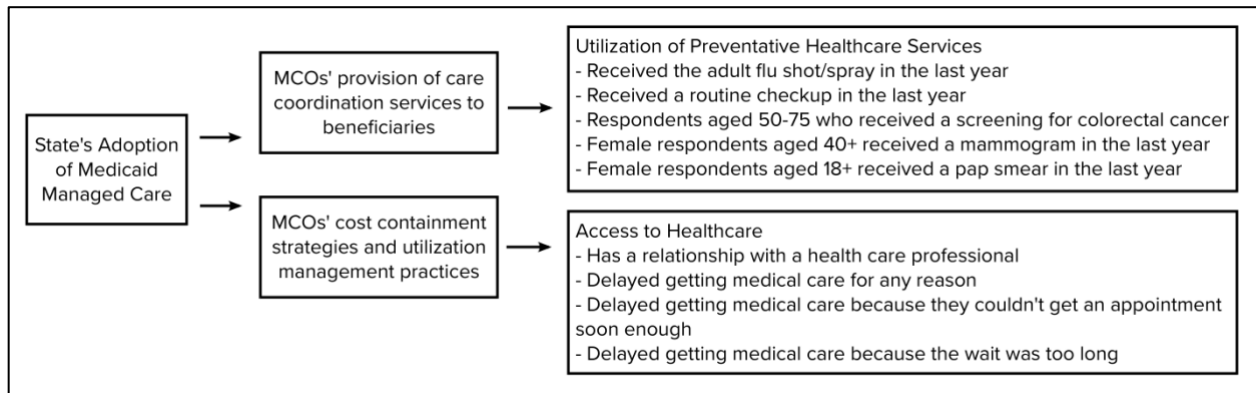 State's Adoption
of Medicaid
Managed Care
MCOs' provision of care
coordination services to
beneficiaries
MCOs' cost containment
strategies and utilization
management practices
Utilization of Preventative Healthcare Services
- Received the adult flu shot/spray in the last year
- Received a routine checkup in the last year
- Respondents aged 50-75 who received a screening for colorectal cancer
- Female respondents aged 40+ received a mammogram in the last year
- Female respondents aged 18+ received a pap smear in the last year
Access to Healthcare
- Has a relationship with a health care professional
- Delayed getting medical care for any reason
- Delayed getting medical care because they couldn't get an appointment
soon enough
- Delayed getting medical care because the wait was too long